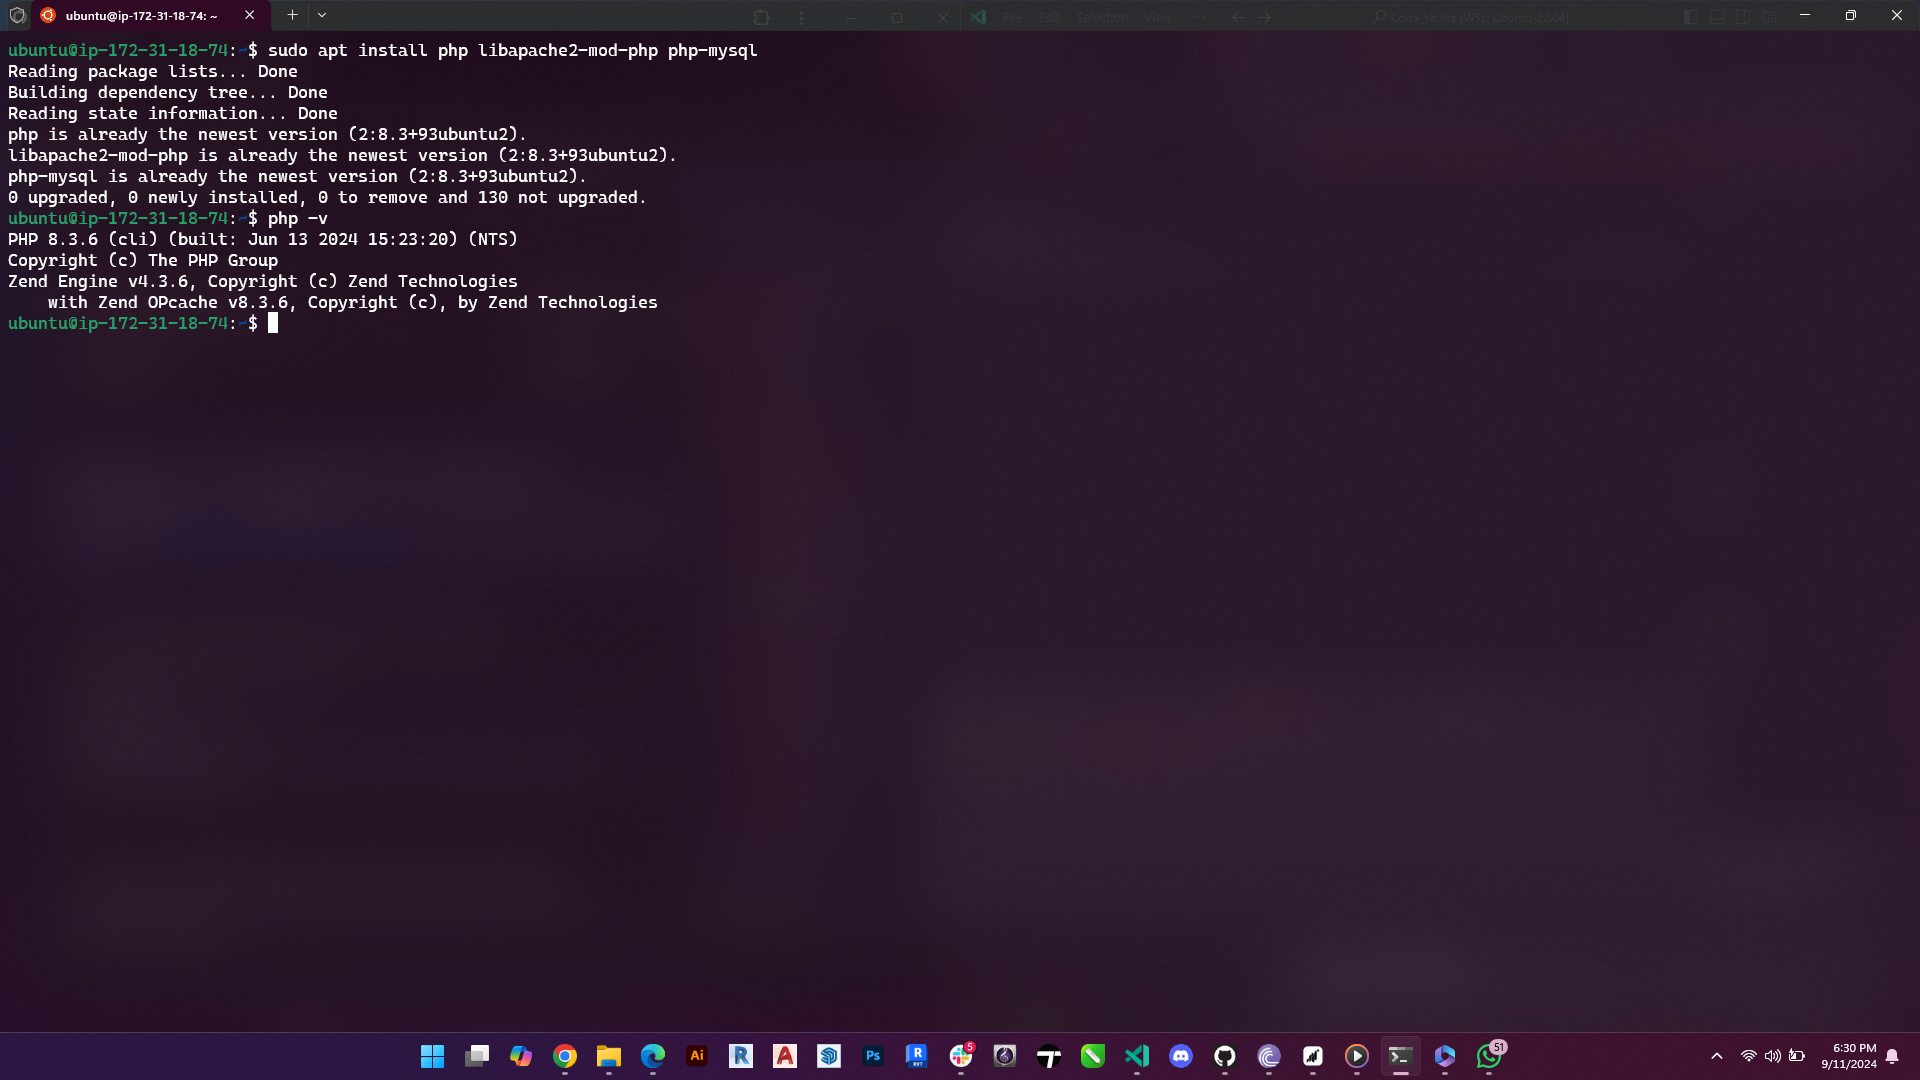 ubuntu@ip-172-31-18-74: ~
File Edit Selection View ... Coda_Vaulta [WSL: Ubuntu-22.04]
ubuntu@ip-172-31-18-74:~$ sudo apt install php libapache2-mod-php php-mysql
Reading package lists... Done
Building dependency tree... Done
Reading state information... Done
php is already the newest version (2:8.3+93ubuntu2).
libapache2-mod-php is already the newest version (2:8.3+93ubuntu2).
php-mysql is already the newest version (2:8.3+93ubuntu2).
0 upgraded, 0 newly installed, 0 to remove and 130 not upgraded.
ubuntu@ip-172-31-18-74:~$ php -v
PHP 8.3.6 (cli) (built: Jun 13 2024 15:23:20) (NTS)
Copyright (c) The PHP Group
Zend Engine v4.3.6, Copyright (c) Zend Technologies
    with Zend OPcache v8.3.6, Copyright (c), by Zend Technologies
ubuntu@ip-172-31-18-74:~$
Ai
R
A
Ps
R
RVT
5
51
6:30 PM
9/11/2024